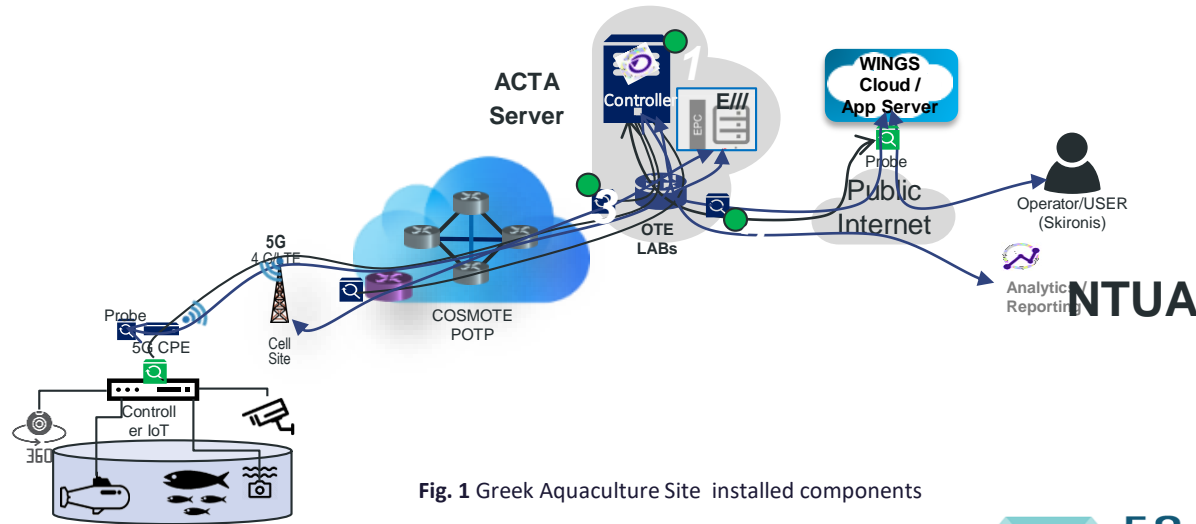 ACTA
Server
Controller
1
EPC
E///
WINGS
Cloud /
App Server
Probe
Public
Internet
Operator/USER
(Skironis)
3
OTE
LABs
5G
4 G/LTE
Probe
5G CPE
Cell
Site
COSMOTE
POTP
Analytics /
Reporting
NTUA
Controll
er IoT
360
Fig. 1 Greek Aquaculture Site installed components